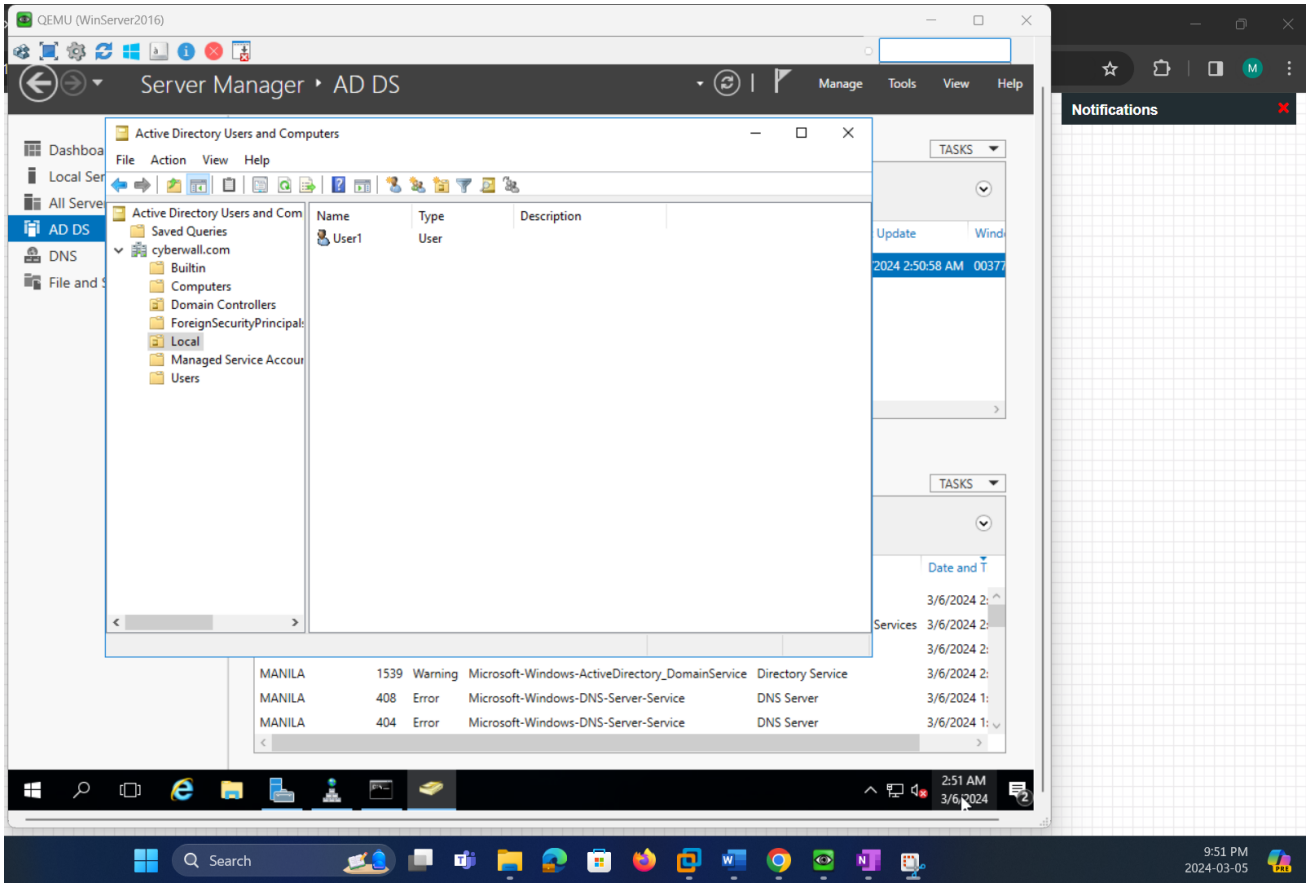 QEMU (WinServer2016)
Server Manager ‣ AD DS
Manage Tools View Help
M
Notifications
Dashboa
Local Ser
All Server
AD DS
DNS
File and S
Active Directory Users and Computers
File Action View Help
Active Directory Users and Com
Saved Queries
cyberwall.com
Builtin
Computers
Domain Controllers
ForeignSecurityPrincipals
Local
Managed Service Accour
Users
Name Type Description
User1 User
TASKS
Update Windo
2024 2:50:58 AM 00377
TASKS
Date and T
3/6/2024 2:
Services 3/6/2024 2:
3/6/2024 2:
MANILA 1539 Warning Microsoft-Windows-ActiveDirectory_DomainService Directory Service 3/6/2024 2:
MANILA 408 Error Microsoft-Windows-DNS-Server-Service DNS Server 3/6/2024 1:
MANILA 404 Error Microsoft-Windows-DNS-Server-Service DNS Server 3/6/2024 1:
2:51 AM
3/6/2024
2
Search
9:51 PM
2024-03-05
PRE